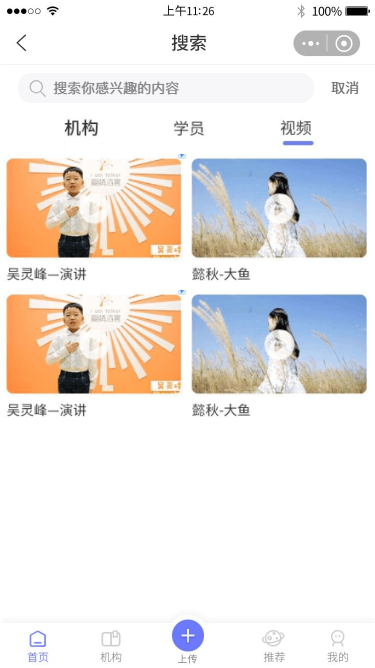 上午11:26
100%
搜索
搜索你感兴趣的内容
取消
机构
学员
视频
吴灵峰—演讲
懿秋-大鱼
吴灵峰—演讲
懿秋-大鱼
首页
机构
上传
推荐
我的